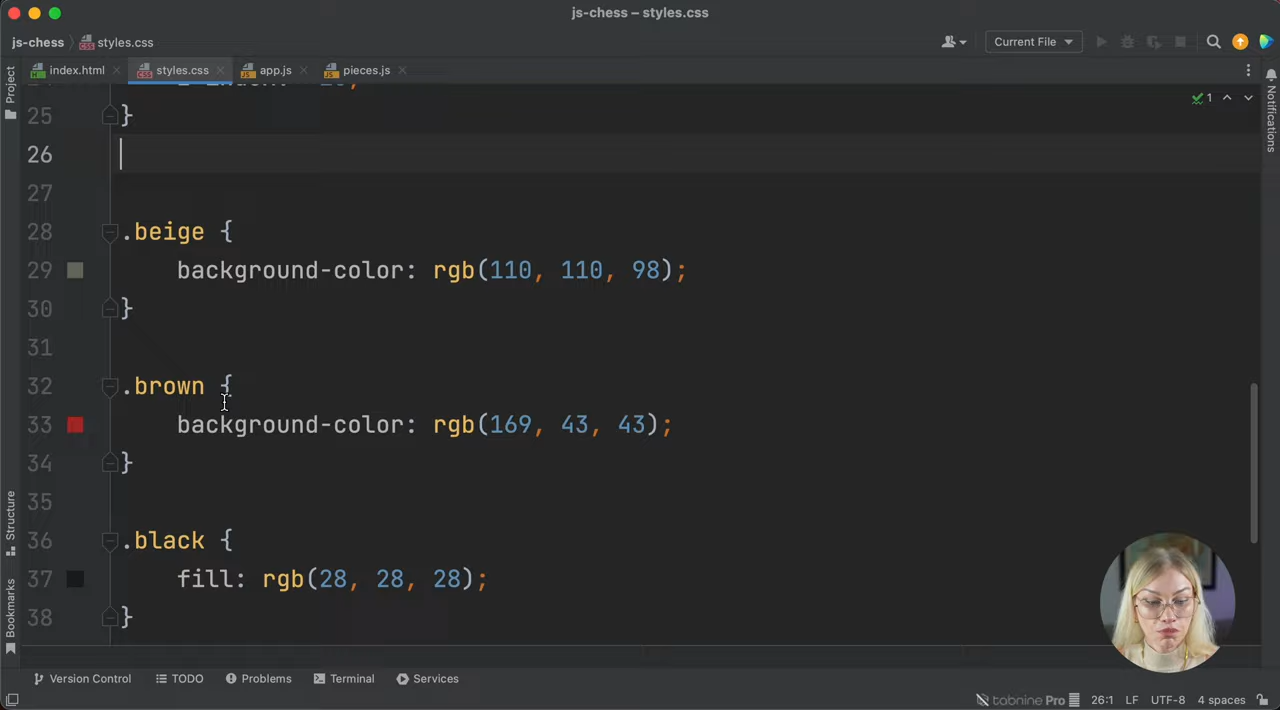 js-chess – styles.css
js-chess styles.css
Current File
index.html styles.css app.js pieces.js
Project
Notifications
1
25 }
26
27
28 .beige {
29 background-color: rgb(110, 110, 98);
30 }
31
32 .brown {
33 background-color: rgb(169, 43, 43);
34 }
35
36 .black {
37 fill: rgb(28, 28, 28);
38 }
Structure
Bookmarks
Version Control TODO Problems Terminal Services
tabnine Pro 26:1 LF UTF-8 4 spaces